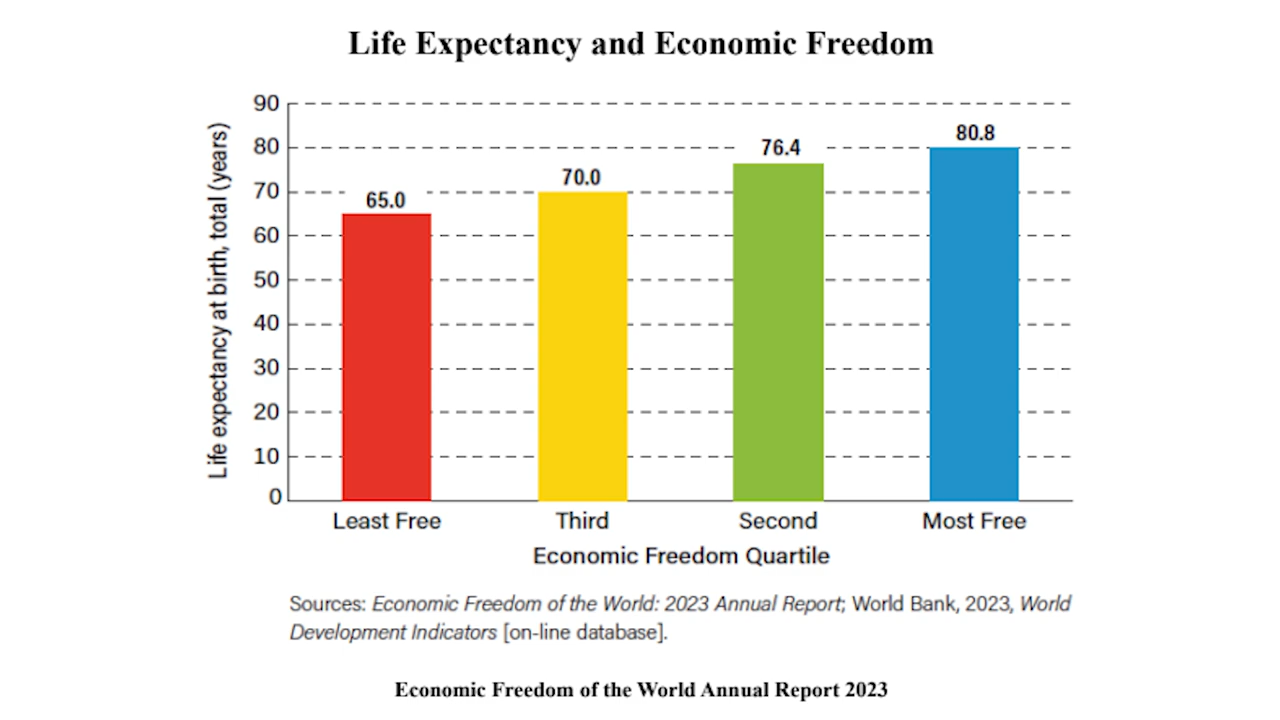 Life Expectancy and Economic Freedom
Life expectancy at birth, total (years)
90
80
70
60
50
40
30
20
10
0
65.0
70.0
76.4
80.8
Least Free
Third
Second
Most Free
Economic Freedom Quartile
Sources: Economic Freedom of the World: 2023 Annual Report; World Bank, 2023, World
Development Indicators [on-line database].
Economic Freedom of the World Annual Report 2023